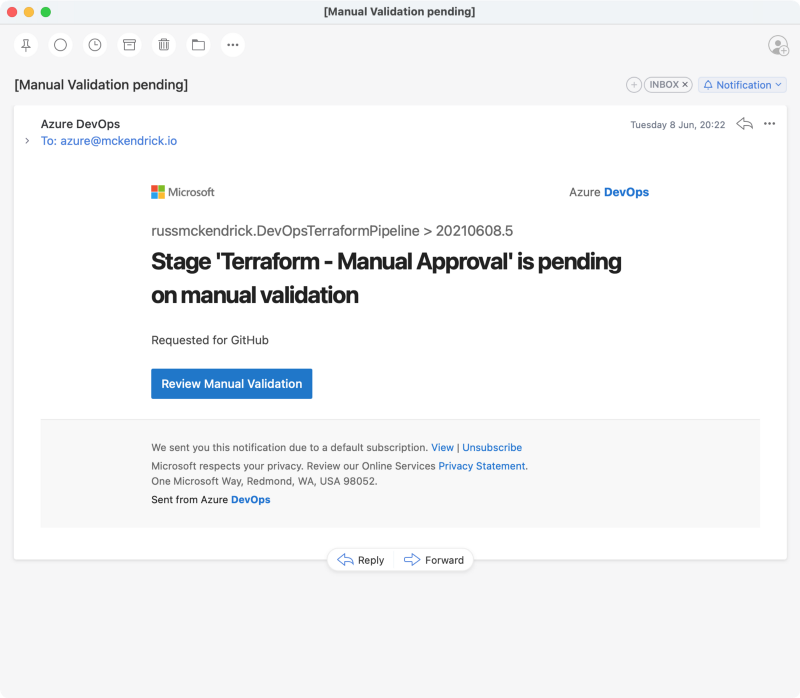 [Manual Validation pending]
[Manual Validation pending]
INBOX ×
Notification
Azure DevOps
Tuesday 8 Jun, 20:22
To: azure@mckendrick.io
Microsoft
Azure DevOps
russmckendrick.DevOpsTerraformPipeline > 20210608.5
Stage 'Terraform - Manual Approval' is pending
on manual validation
Requested for GitHub
Review Manual Validation
We sent you this notification due to a default subscription. View | Unsubscribe
Microsoft respects your privacy. Review our Online Services Privacy Statement.
One Microsoft Way, Redmond, WA, USA 98052.
Sent from Azure DevOps
Reply
Forward